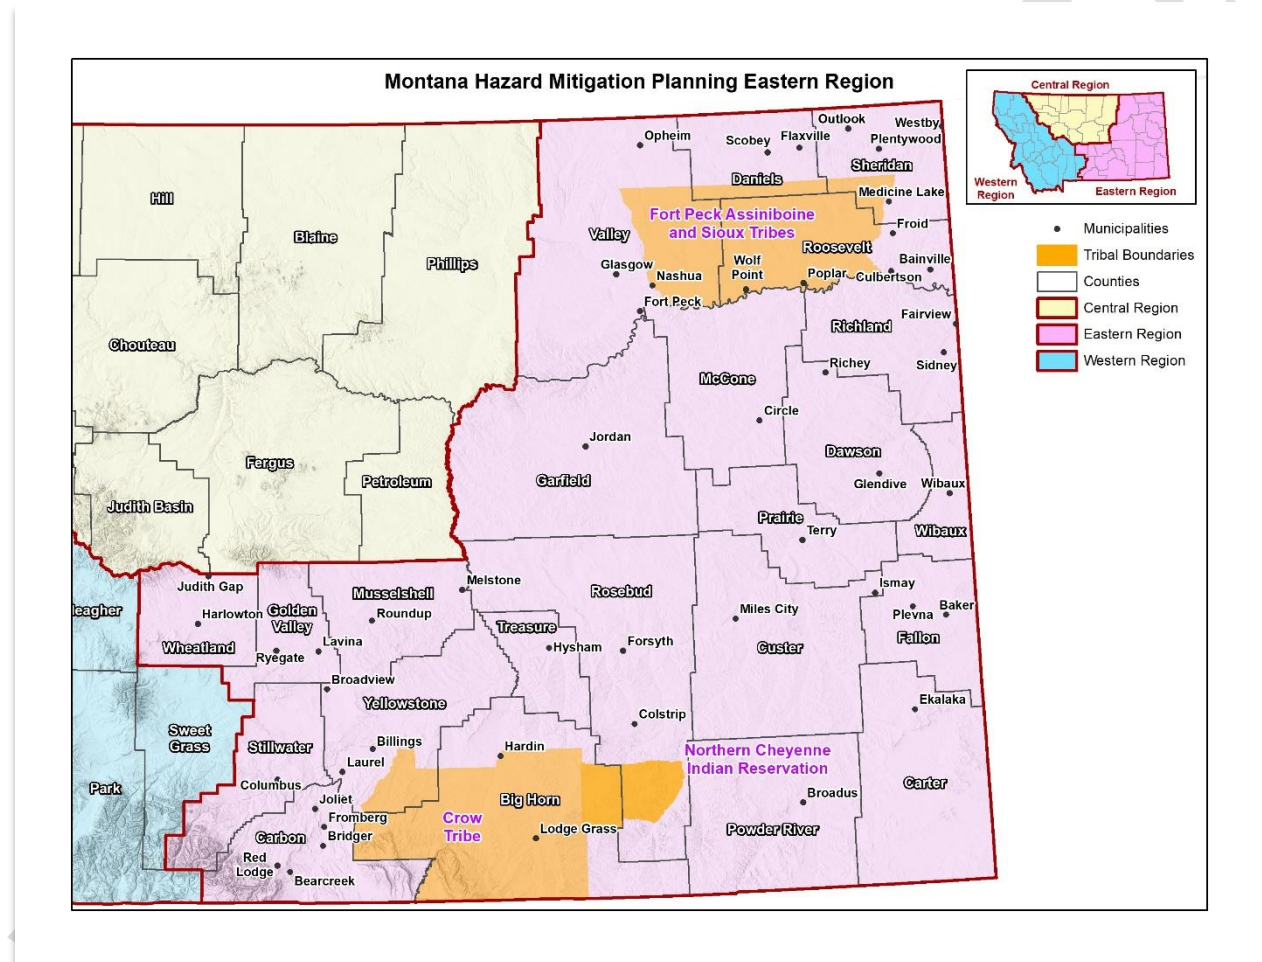 Montana Hazard Mitigation Planning Eastern Region
Central Region
Western
Region
Eastern Region
Municipalities
Tribal Boundaries
Counties
Central Region
Eastern Region
Western Region
Opheim
Scobey
Flaxville
Outlook
Westby
Plentywood
Sheridan
Daniels
Medicine Lake
Hill
Blaine
Phillips
Valley
Fort Peck Assiniboine
and Sioux Tribes
Roosevelt
Froid
Glasgow
Nashua
Wolf
Point
Poplar
Culbertson
Bainville
Fort Peck
Fairview
Richland
Chouteau
McCone
Richey
Sidney
Circle
Jordan
Dawson
Fergus
Petroleum
Garfield
Glendive
Wibaux
Judith Basin
Prairie
Terry
Wibaux
Judith Gap
Melstone
Ismay
leagher
Harlowton
Golden
Valley
Musselshell
Roundup
Rosebud
Miles City
Plevna
Baker
Wheatland
Ryegate
Lavina
Treasure
Hysham
Forsyth
Custer
Fallon
Broadview
Yellowstone
Ekalaka
Sweet
Grass
Stillwater
Billings
Hardin
Colstrip
Northern Cheyenne
Indian Reservation
Park
Columbus
Laurel
Joliet
Fromberg
Bridger
Big Horn
Crow
Tribe
Lodge Grass
Broadus
Carter
Powder River
Carbon
Red
Lodge
Bearcreek